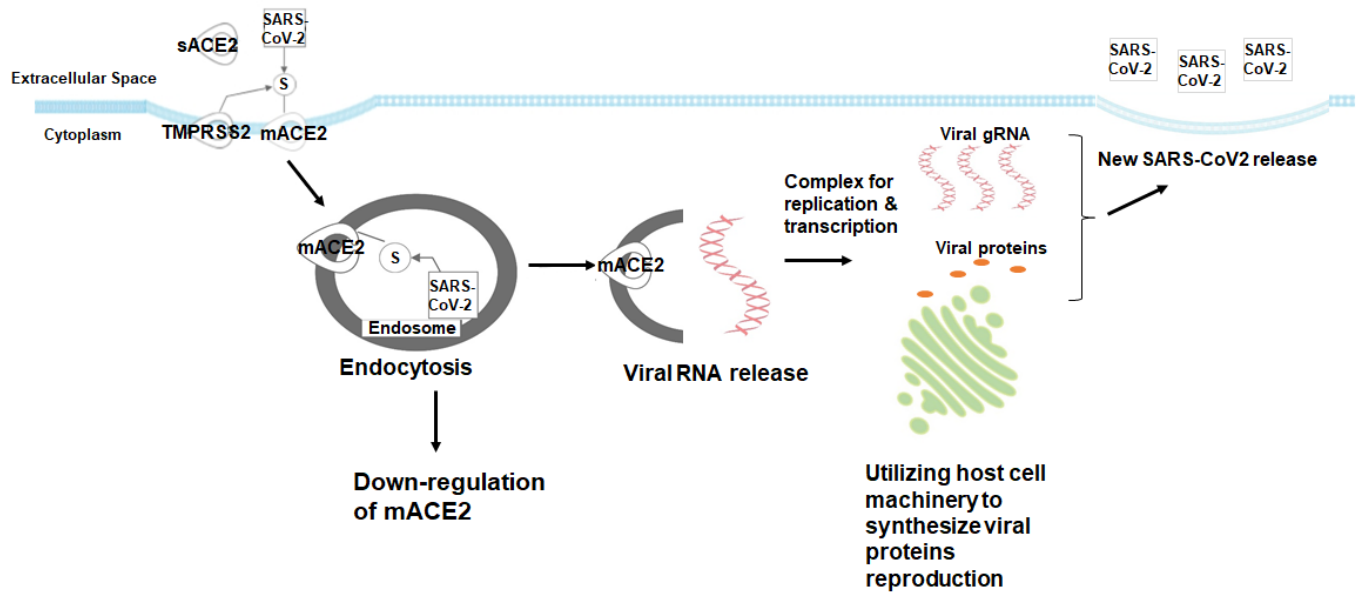 sACE2
SARS-
CoV-2
Extracellular Space
S
Cytoplasm
TMPRSS2
mACE2
SARS-
CoV-2
SARS-
CoV-2
SARS-
CoV-2
New SARS-CoV2 release
mACE2
S
SARS-
CoV-2
Endosome
Endocytosis
Down-regulation
of mACE2
mACE2
Viral RNA release
Complex for
replication &
transcription
Viral gRNA
Viral proteins
Utilizing host cell
machinery to
synthesize viral
proteins
reproduction